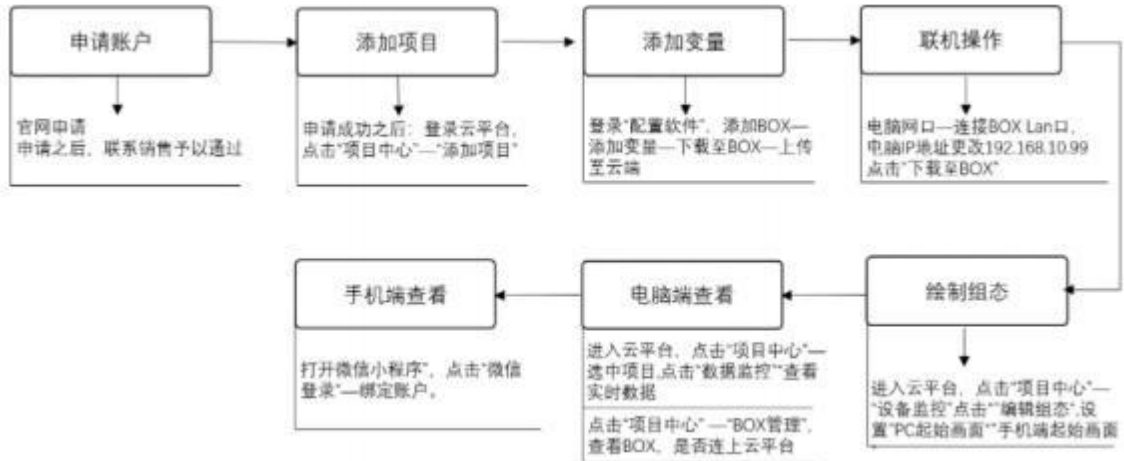 申请账户
官网申请
申请之后，联系销售予以通过
添加项目
申请成功之后：登录云平台，
点击“项目中心”—“添加项目”
添加变量
登录“配置软件”，添加BOX—
添加变量—下载至BOX—上传
至云端
联机操作
电脑网口—连接BOX Lan口，
电脑IP地址更改192.168.10.99
点击“下载至BOX”
绘制组态
进入云平台，点击“项目中心”—
“设备监控”点击“”编辑组态“,设
置”PC起始画面“”手机端起始画面
电脑端查看
进入云平台，点击“项目中心”—
选中项目,点击“数据监控”“查看
实时数据
点击“项目中心” —“BOX管理”，
查看BOX，是否连上云平台
手机端查看
打开微信小程序”，点击“微信
登录”—绑定账户。